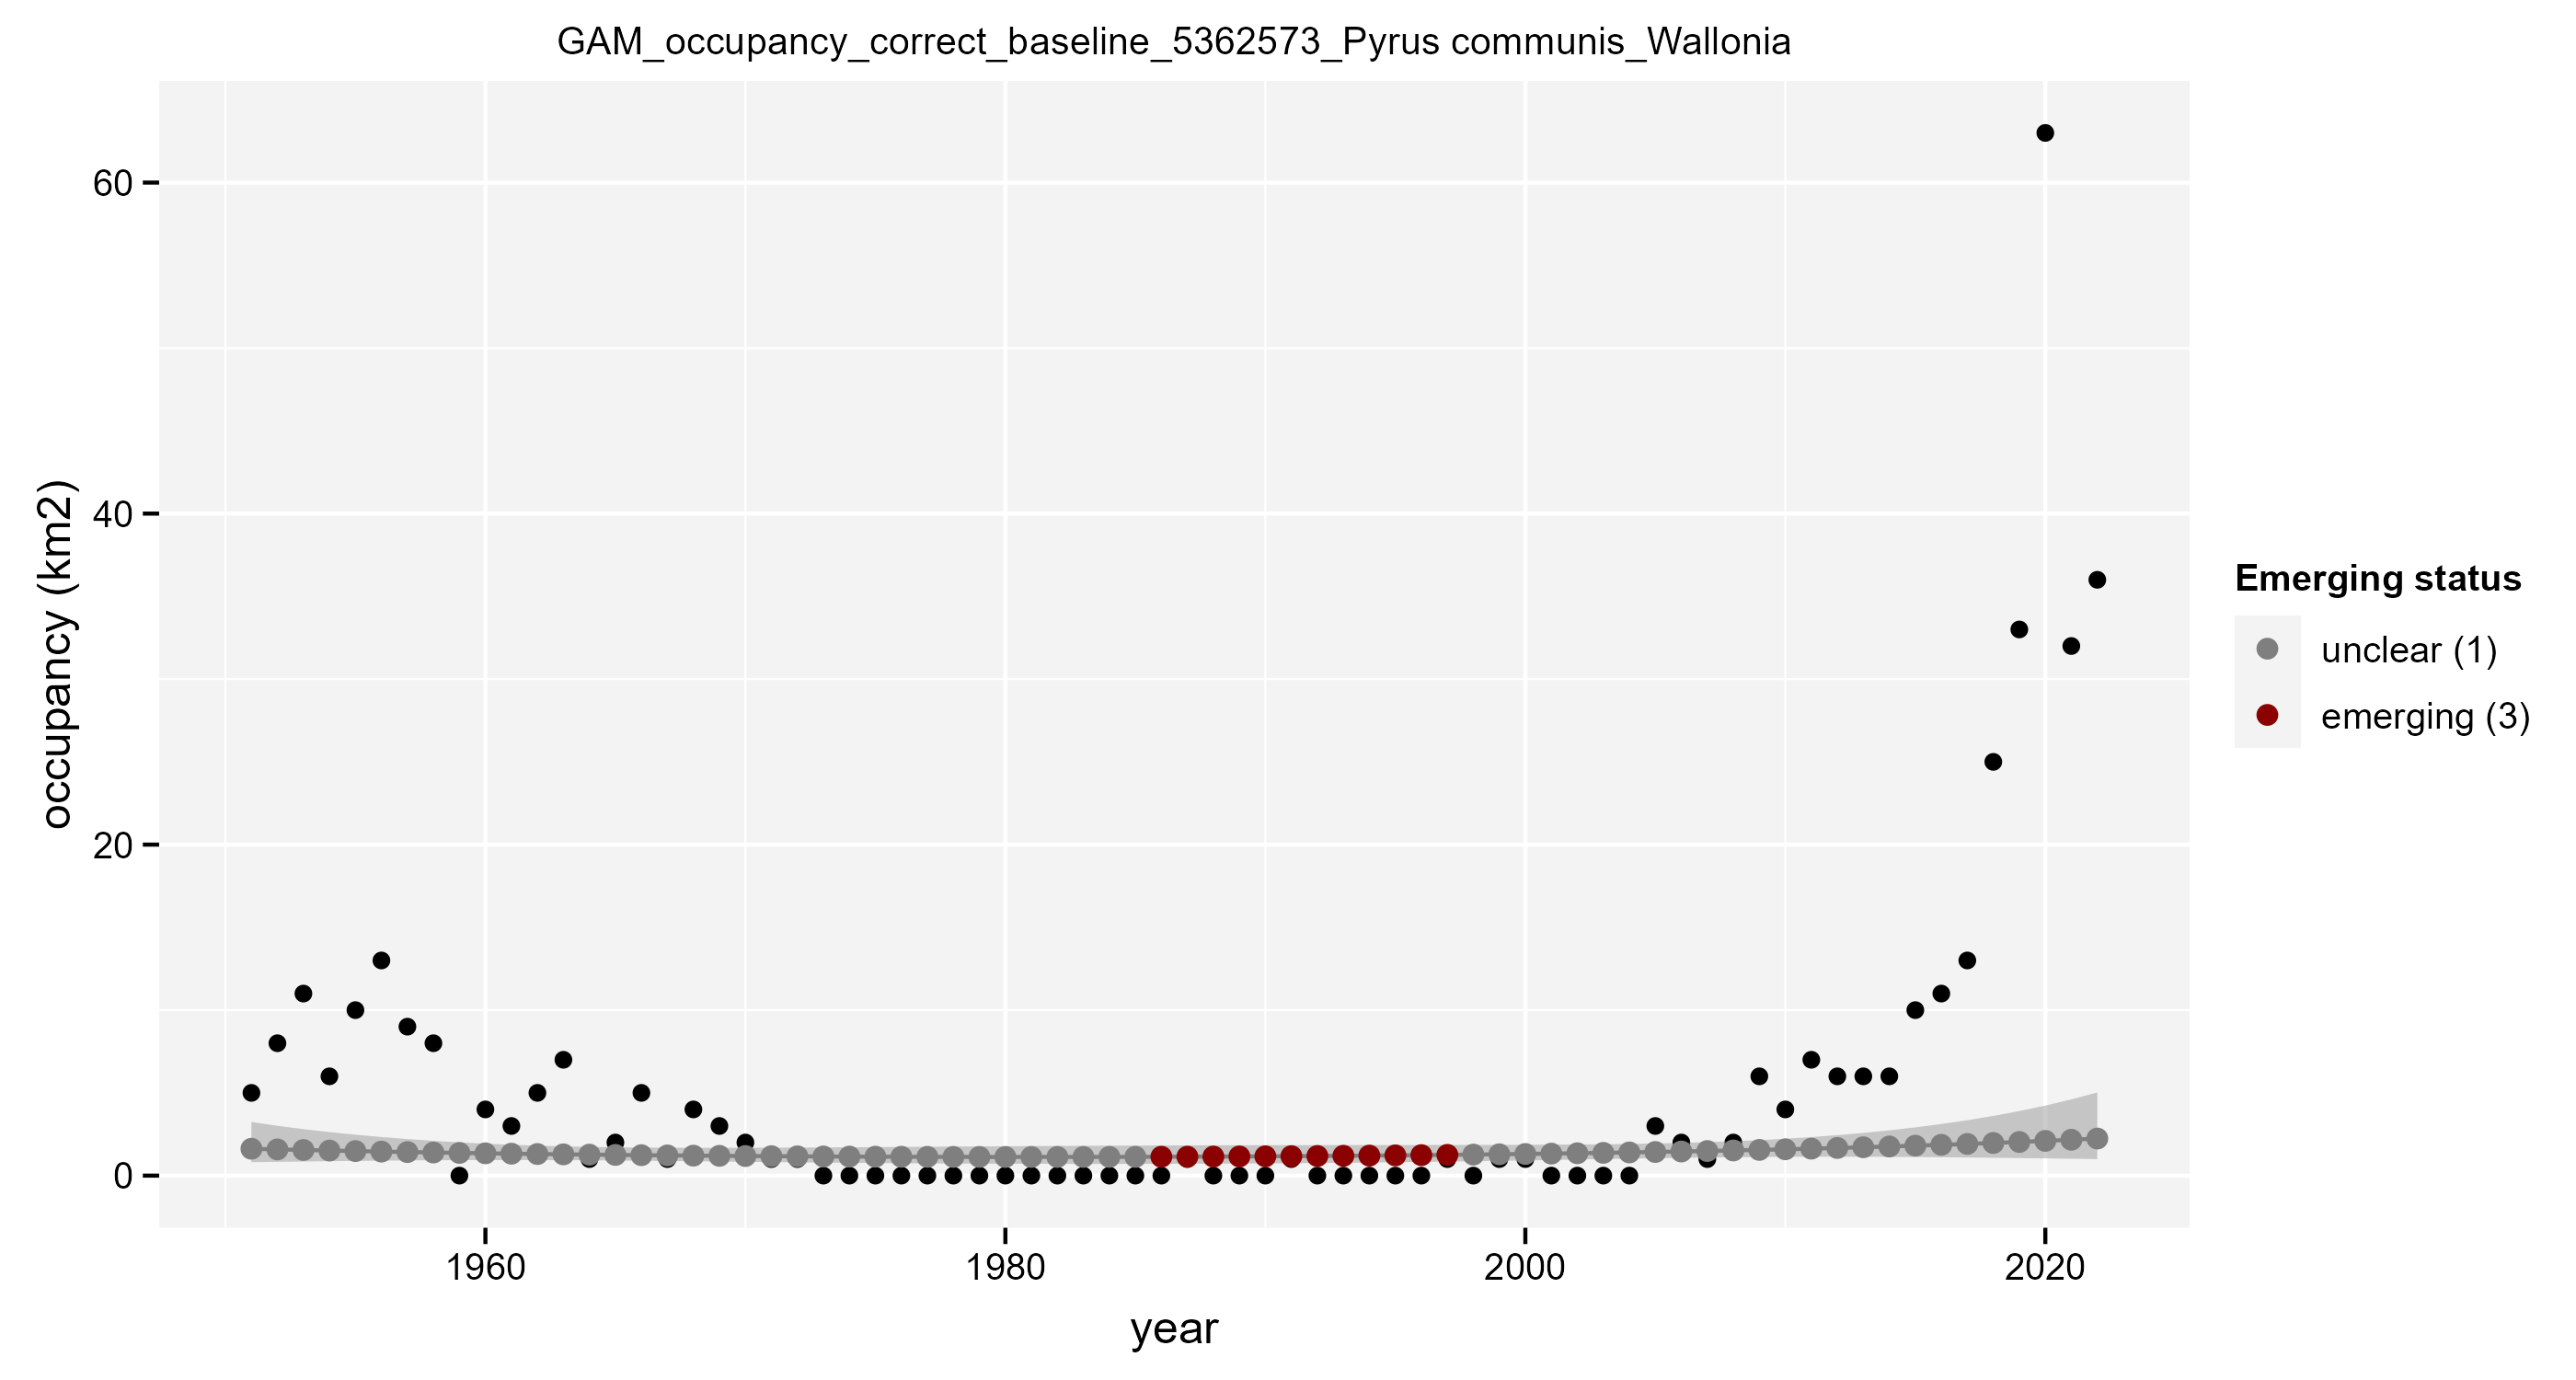 GAM_occupancy_correct_baseline_5362573_Pyrus communis_Wallonia
60
40
20
0
occupancy (km2)
1960
1980
2000
2020
year
Emerging status
unclear (1)
emerging (3)